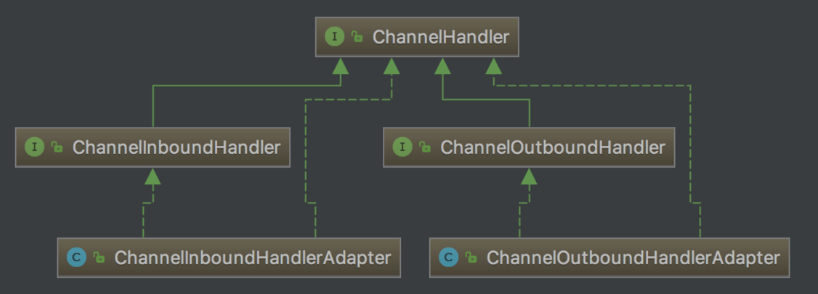 I ChannelHandler
I ChannelInboundHandler
I ChannelOutboundHandler
C ChannelInboundHandlerAdapter
C ChannelOutboundHandlerAdapter